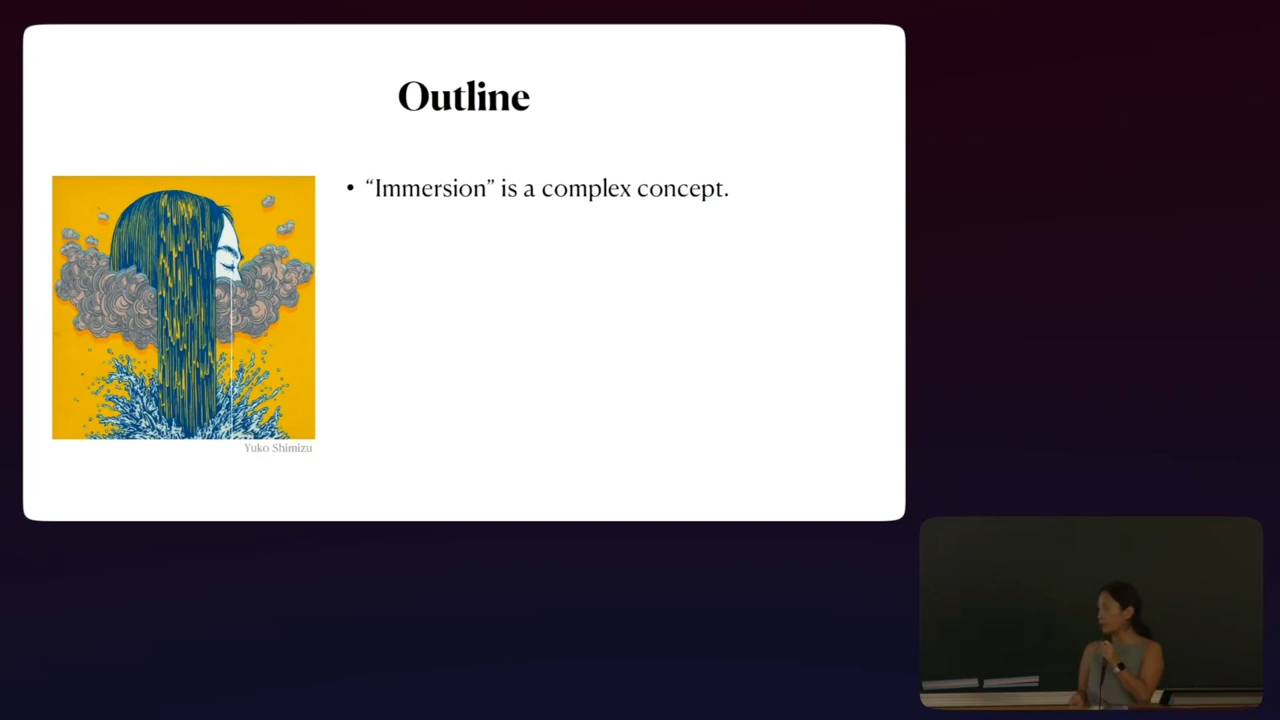 Outline
• “Immersion” is a complex concept.
Yuko Shimizu